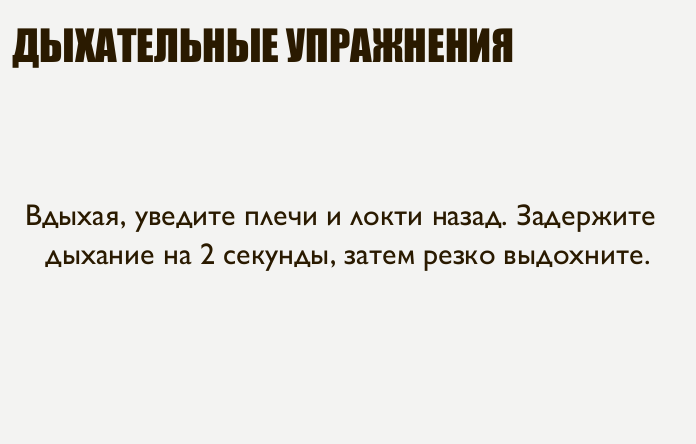 ДЫХАТЕЛЬНЫЕ УПРАЖНЕНИЯ
Вдыхая, уведите плечи и локти назад. Задержите
дыхание на 2 секунды, затем резко выдохните.